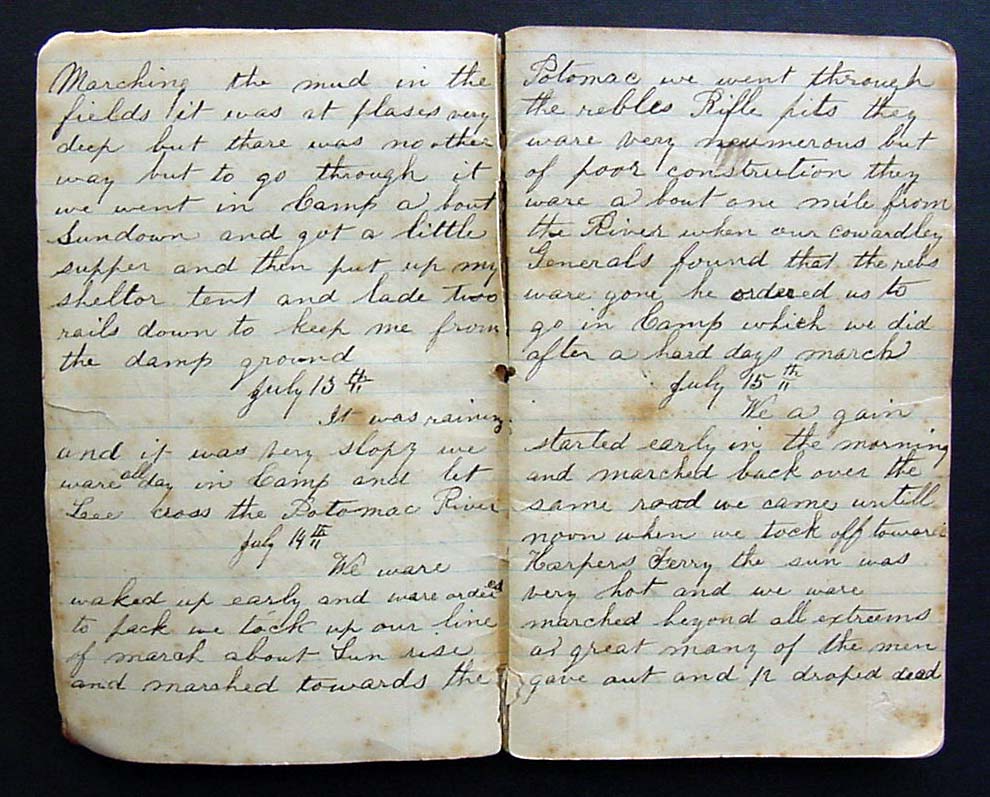 Marching the mud in the
fields it was at plases very
deep but thare was no other
way but to go through it
we went in Camp a bout
Sundown and got a little
supper and then put up my
sheltor tent and lade two
rails down to keep me from
the damp ground
July 13th
It was raining
and it was very slopy we
ware all day in Camp and let
Lee cross the Potomac River
July 14th
We ware
waked up early and ware ordered
to pack we tock up our line
of march about Sun rise
and marshed towards the
Potomac we went through
the rebles Rifle pits they
ware very newmerous but
of poor construction they
ware a bout one mile from
the River when our cowardley
Generals found that the rebs
ware gone he ordered us to
go in Camp which we did
after a hard days march
July 15th
We a gain
started early in the morning
and marched back over the
same road we came untill
noon when we tock off towards
Harpers Ferry the sun was
very hot and we ware
marched beyond all extreems
a great many of the men
gave out and 12 droped dead